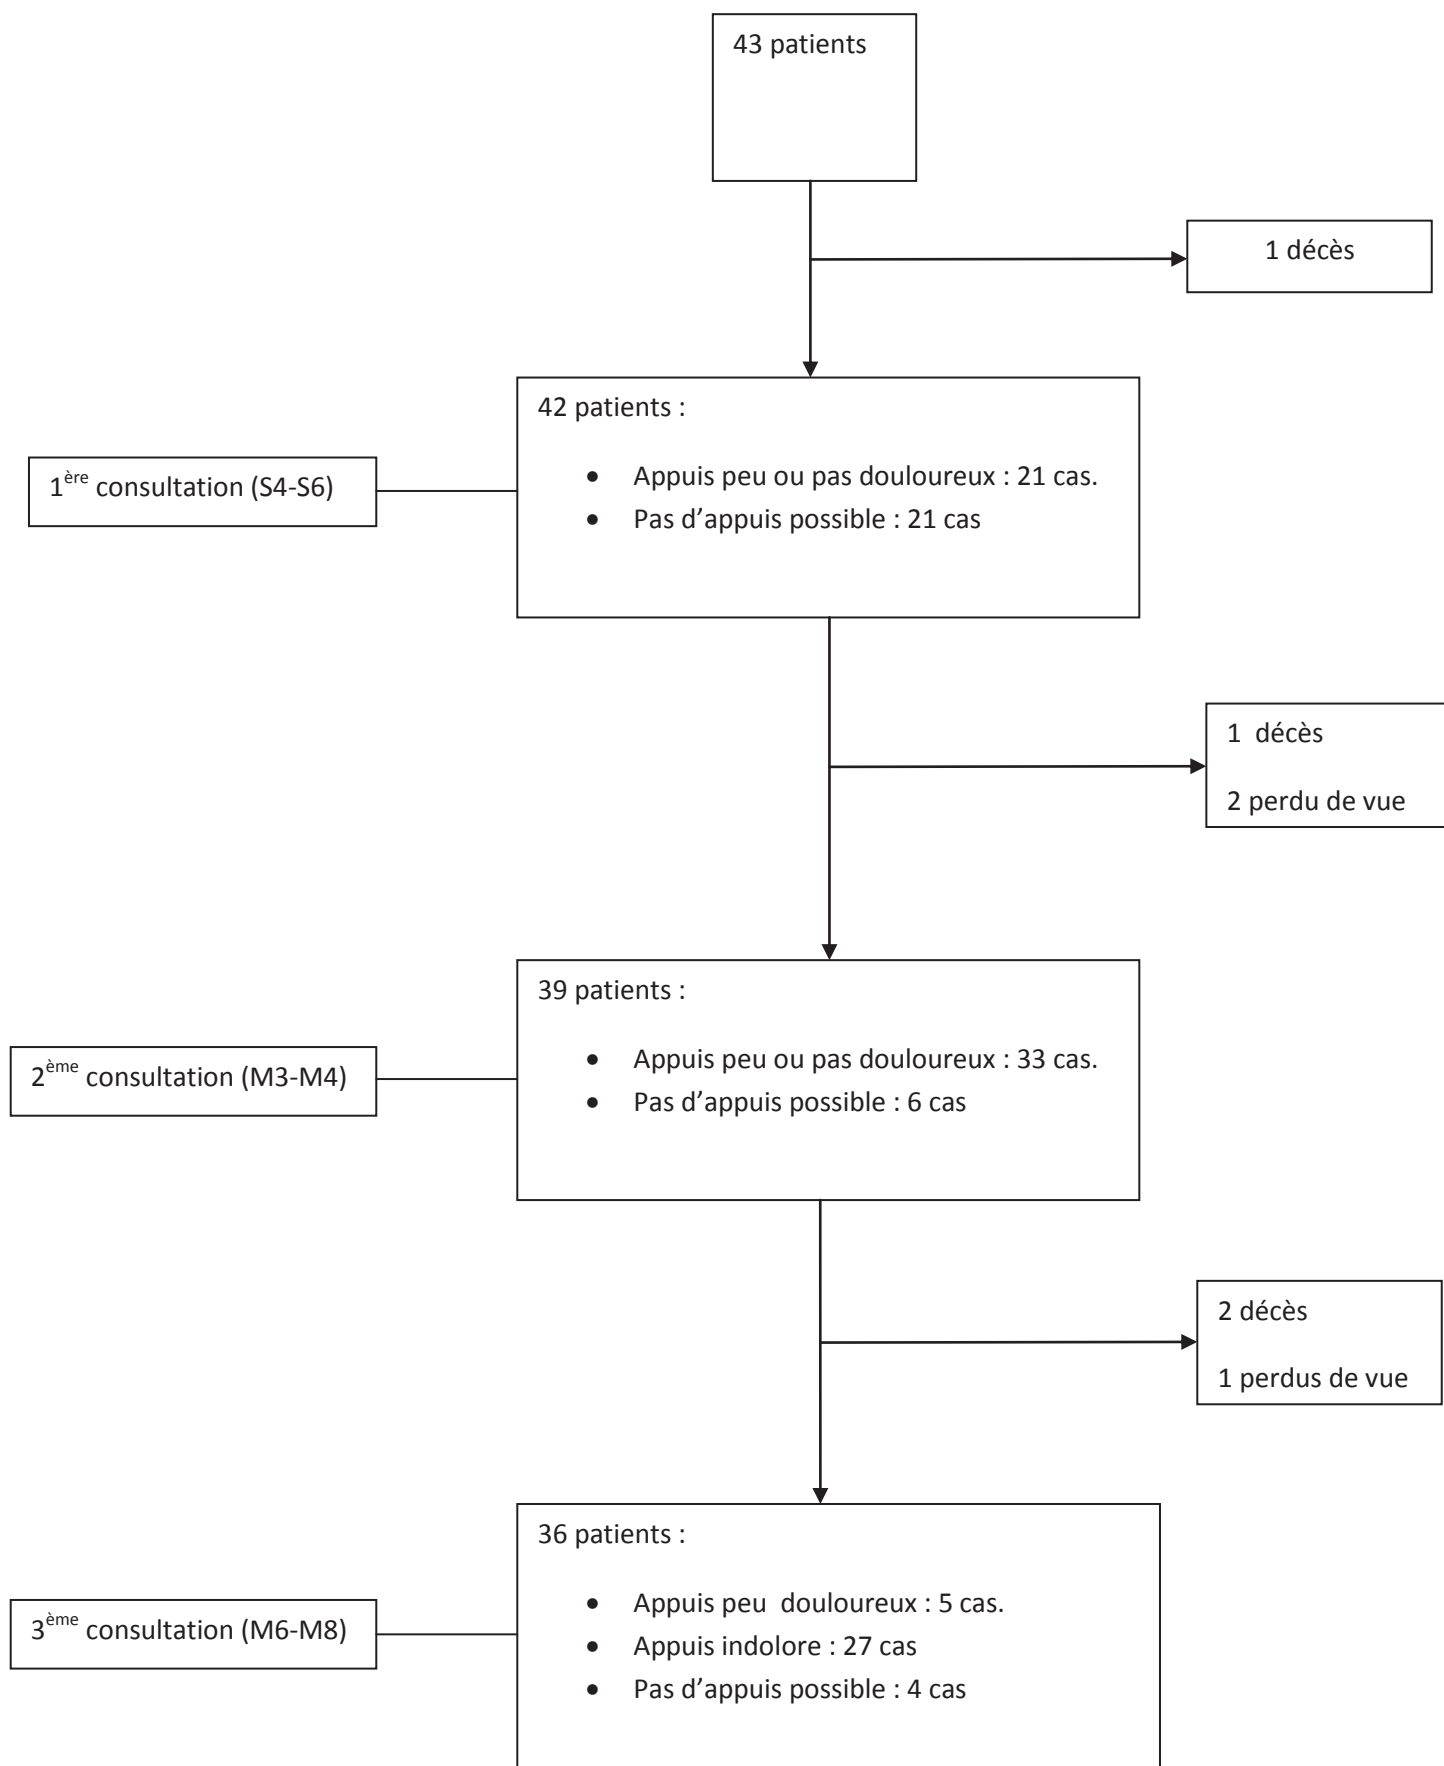 43 patients
1 décès
42 patients :
• Appuis peu ou pas douloureux : 21 cas.
• Pas d’appuis possible : 21 cas
1ère consultation (S4-S6)
1 décès
2 perdu de vue
39 patients :
• Appuis peu ou pas douloureux : 33 cas.
• Pas d’appuis possible : 6 cas
2ème consultation (M3-M4)
2 décès
1 perdus de vue
36 patients :
• Appuis peu douloureux : 5 cas.
• Appuis indolore : 27 cas
• Pas d’appuis possible : 4 cas
3ème consultation (M6-M8)